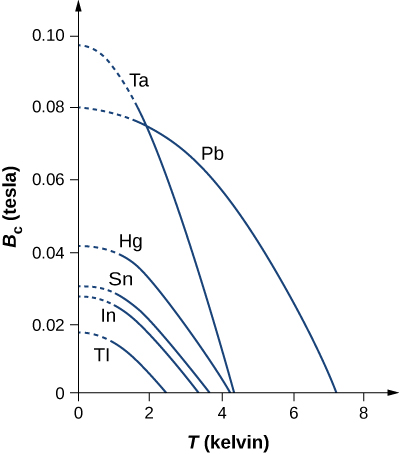 0.10
Ta
0.08
Pb
0.06
Bc (tesla)
0.04
Hg
Sn
In
0.02
Tl
0
0 2 4 6 8
T (kelvin)